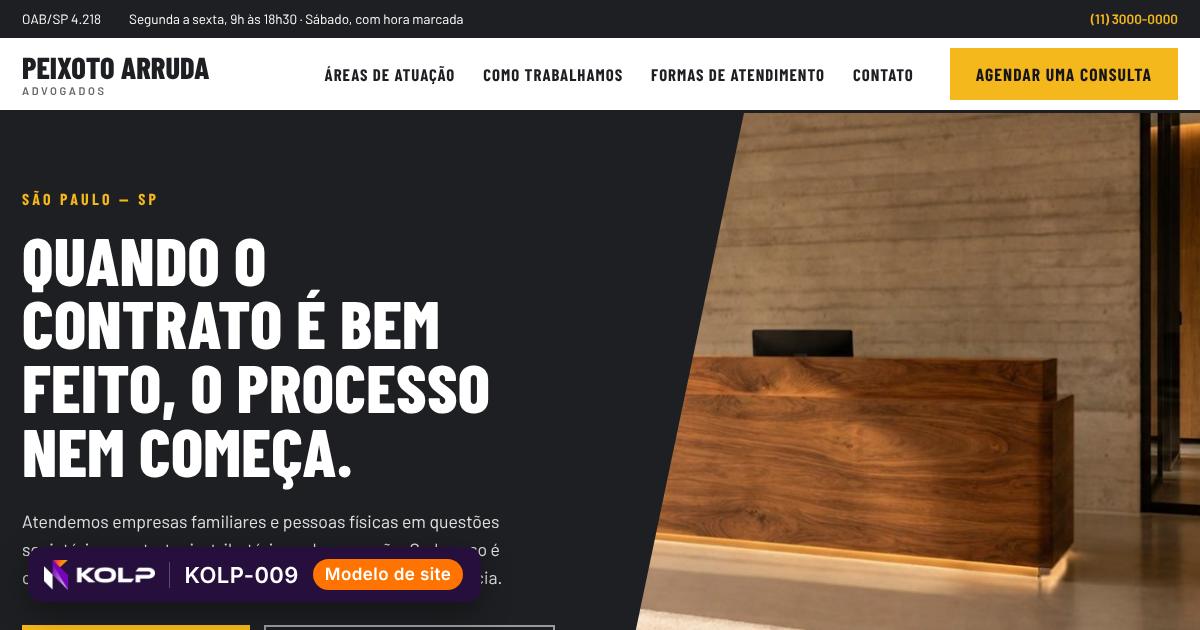 OAB/SP 4.218
Segunda a sexta, 9h às 18h30 · Sábado, com hora marcada
(11) 3000-0000
PEIXOTO ARRUDA
ADVOGADOS
ÁREAS DE ATUAÇÃO
COMO TRABALHAMOS
FORMAS DE ATENDIMENTO
CONTATO
AGENDAR UMA CONSULTA
SÃO PAULO — SP
QUANDO O
CONTRATO É BEM
FEITO, O PROCESSO
NEM COMEÇA.
Atendemos empresas familiares e pessoas físicas em questões
é
KOLP
KOLP-009
Modelo de site